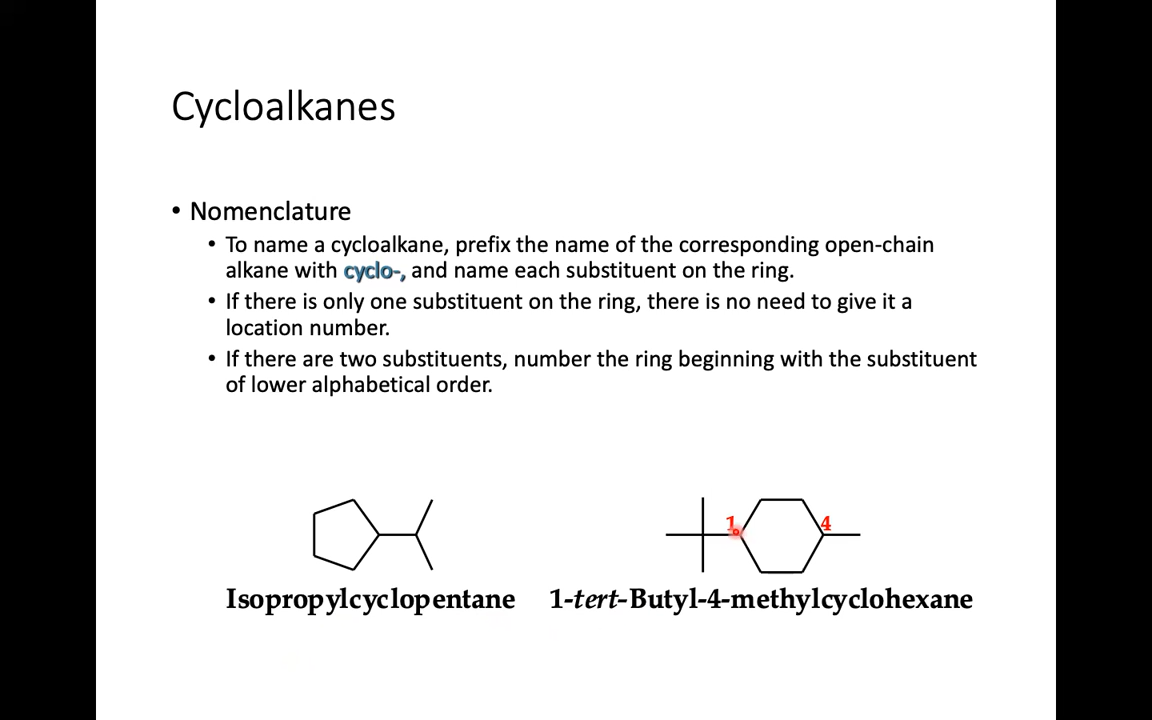 Cycloalkanes
• Nomenclature
• To name a cycloalkane, prefix the name of the corresponding open-chain
alkane with cyclo-, and name each substituent on the ring.
• If there is only one substituent on the ring, there is no need to give it a
location number.
• If there are two substituents, number the ring beginning with the substituent
of lower alphabetical order.
1 4
Isopropylcyclopentane 1-tert-Butyl-4-methylcyclohexane